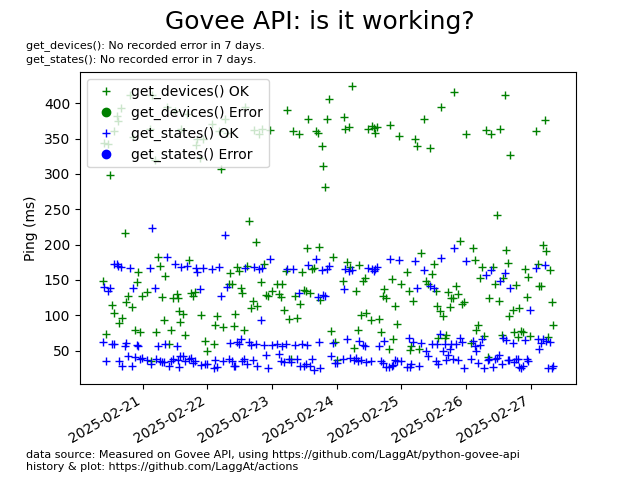 Govee API: is it working?
get_devices(): No recorded error in 7 days.
get_states(): No recorded error in 7 days.
get_devices() OK
get_devices() Error
get_states() OK
get_states() Error
Ping (ms)
400
350
300
250
200
150
100
50
2025-02-21
2025-02-22
2025-02-23
2025-02-24
2025-02-25
2025-02-26
2025-02-27
data source: Measured on Govee API, using https://github.com/LaggAt/python-govee-api
history & plot: https://github.com/LaggAt/actions